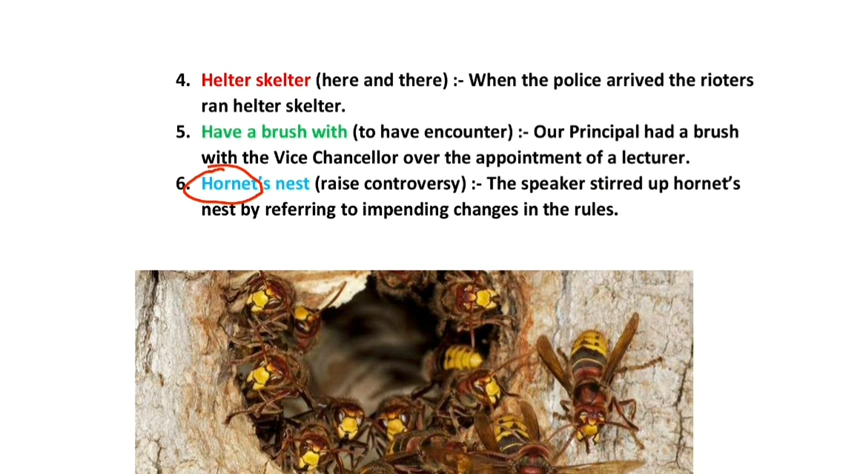 4. Helter skelter (here and there) :- When the police arrived the rioters
ran helter skelter.
5. Have a brush with (to have encounter) :- Our Principal had a brush
with the Vice Chancellor over the appointment of a lecturer.
6. Hornet's nest (raise controversy) :- The speaker stirred up hornet’s
nest by referring to impending changes in the rules.